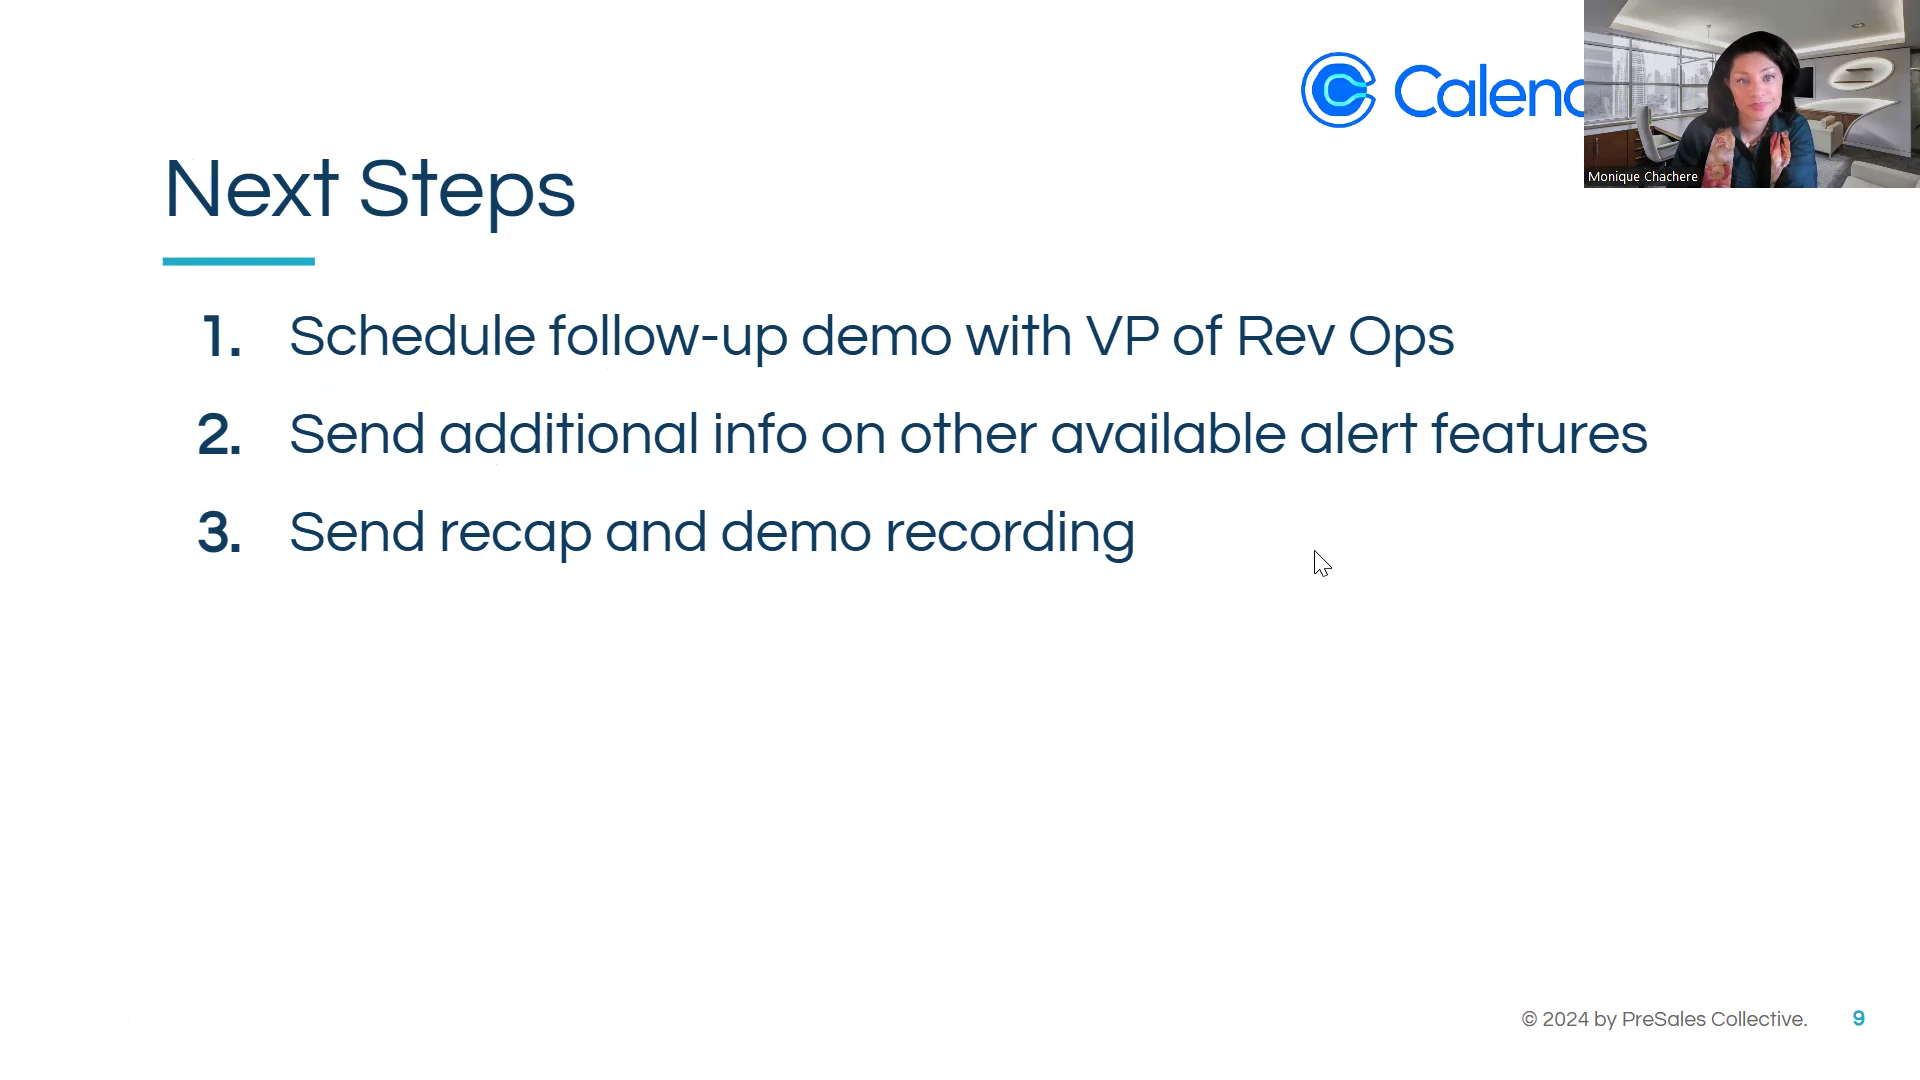 Calend
Monique Chachere
Next Steps
1. Schedule follow-up demo with VP of Rev Ops
2. Send additional info on other available alert features
3. Send recap and demo recording
© 2024 by PreSales Collective.
9